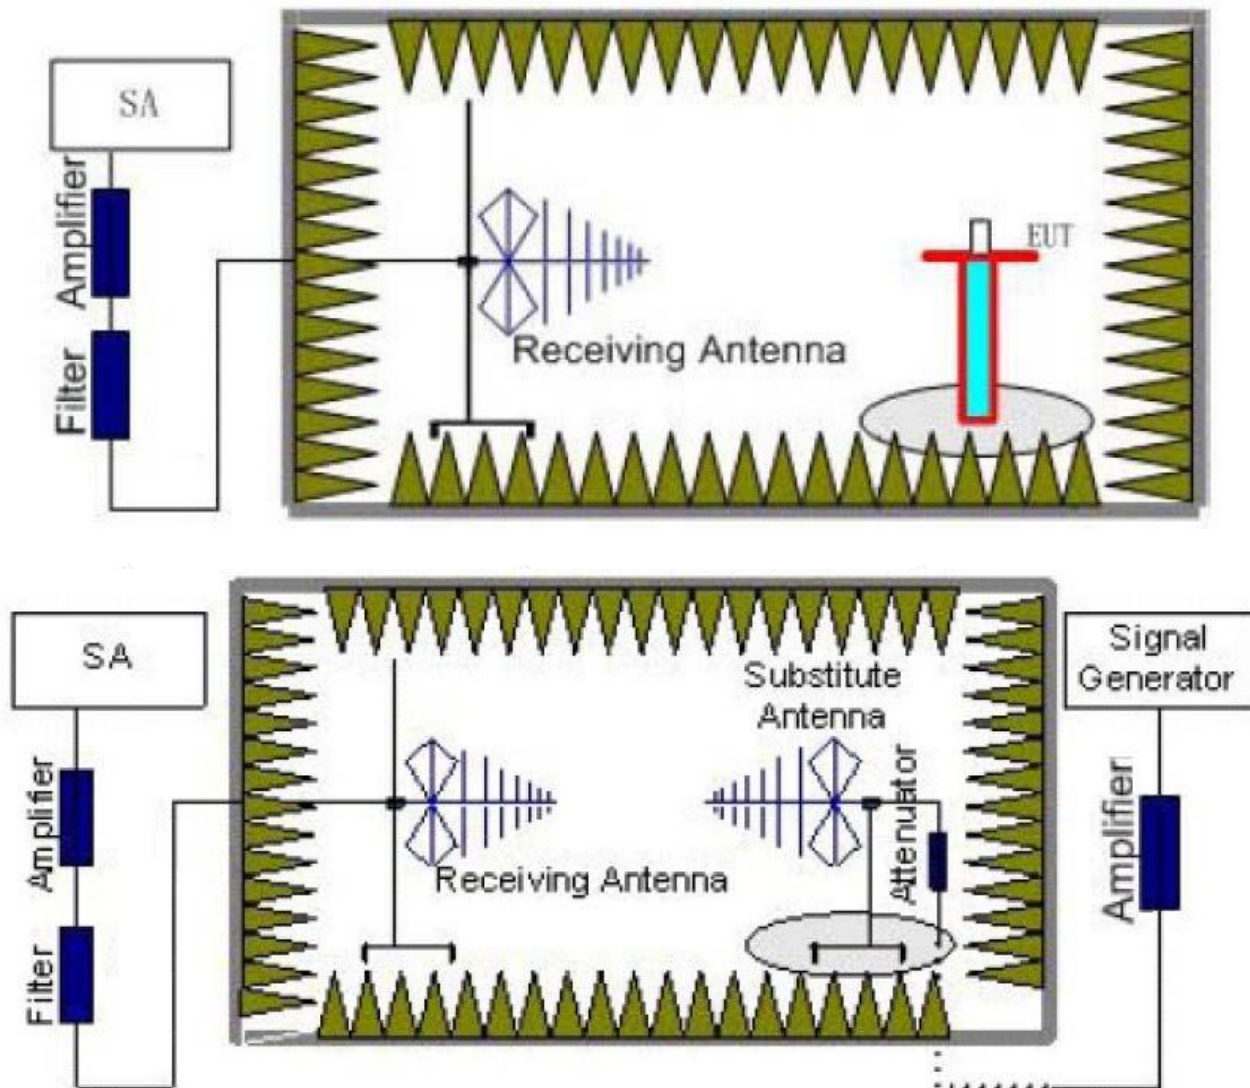 SA
Amplifier
Filter
Receiving Antenna
EUT
SA
Amplifier
Filter
Receiving Antenna
Substitute
Antenna
Attenuator
Signal
Generator
Amplifier